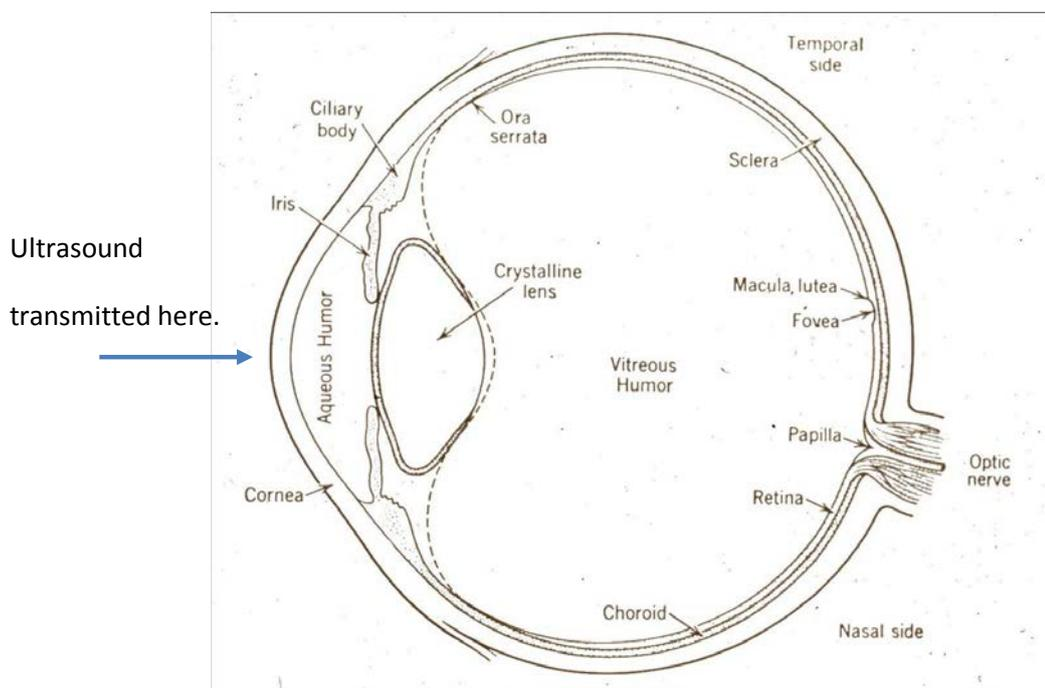 Temporal
side
Ciliary
body
Ora
serrata
Sclera
Iris
Ultrasound
transmitted here.
Crystalline
lens
Macula lutea
Fovea
Aqueous Humor
Vitreous
Humor
Papilla
Optic
nerve
Cornea
Retina
Choroid
Nasal side